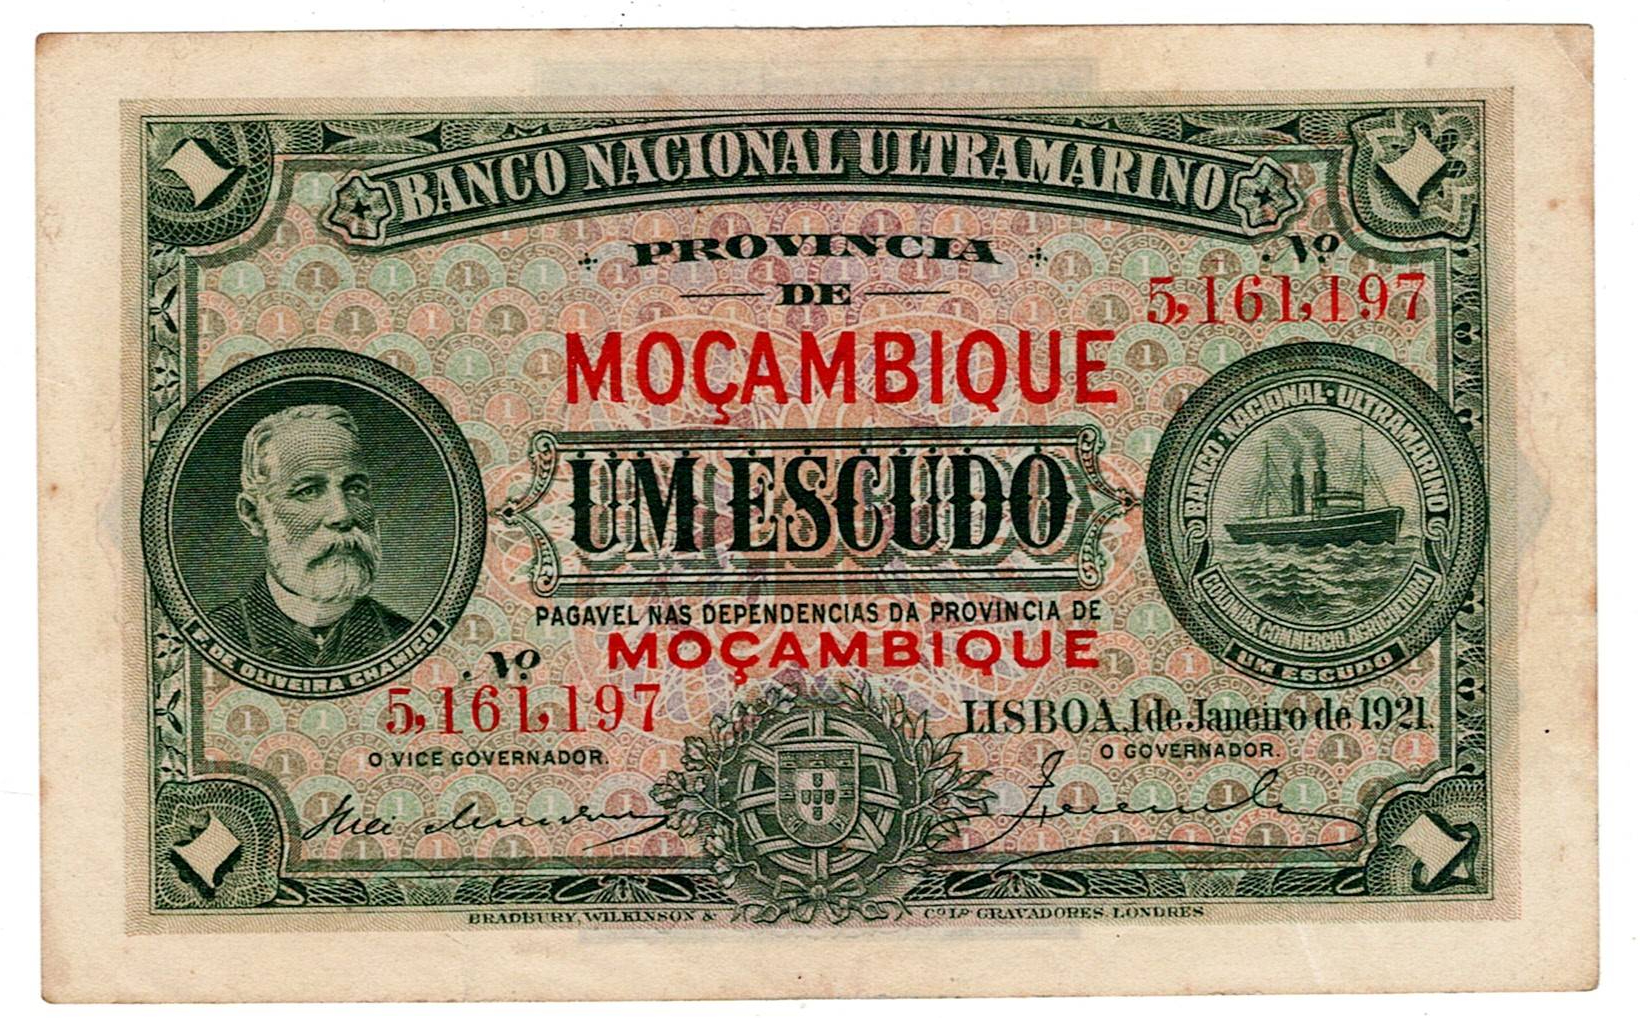 BANCO NACIONAL ULTRAMARINO
PROVINCIA
DE
Nº
5,161,197
MOÇAMBIQUE
UM ESCUDO
BANCO·NACIONAL·ULTRAMARINO
COLONIAS, COMMERCIO, AGRICULTURA
UM ESCUDO
F. DE OLIVEIRA CHAMIÇO
PAGAVEL NAS DEPENDENCIAS DA PROVINCIA DE
MOÇAMBIQUE
Nº
5,161,197
LISBOA, 1 de Janeiro de 1921.
O VICE GOVERNADOR.
O GOVERNADOR.
BRADBURY, WILKINSON & Cº Lº GRAVADORES, LONDRES